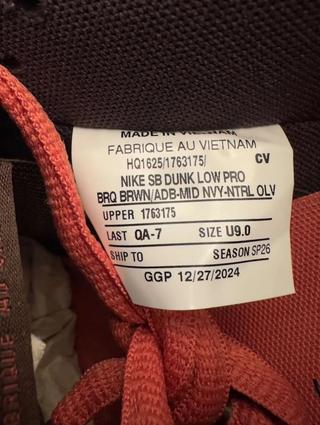 MADE IN VIETNAM
FABRIQUE AU VIETNAM
HQ1625/1763175/ CV
NIKE SB DUNK LOW PRO
BRQ BRWN/ADB-MID NVY-NTRL OLV
UPPER 1763175
LAST QA-7 SIZE U9.0
SHIP TO SEASON SP26
GGP 12/27/2024